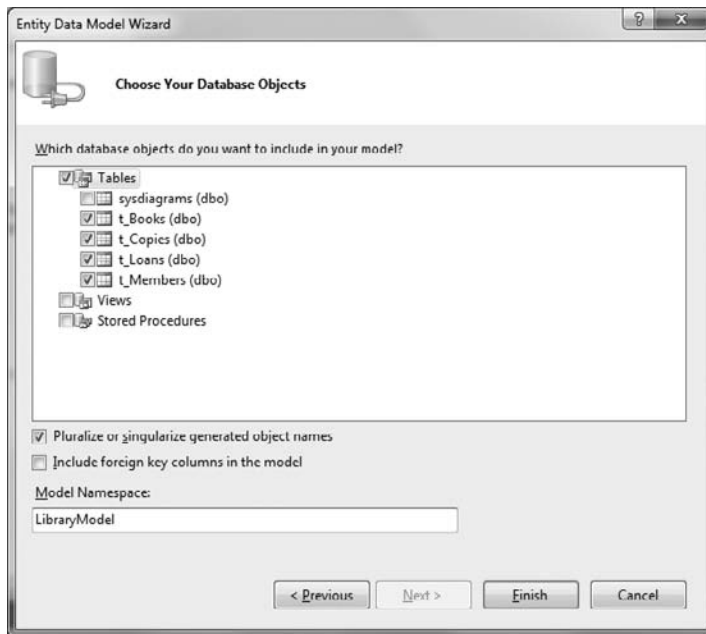 Entity Data Model Wizard
Choose Your Database Objects
Which database objects do you want to include in your model?
Tables
sysdiagrams (dbo)
t_Books (dbo)
t_Copies (dbo)
t_Loans (dbo)
t_Members (dbo)
Views
Stored Procedures
Pluralize or singularize generated object names
Include foreign key columns in the model
Model Namespace:
LibraryModel
< Previous Next > Finish Cancel